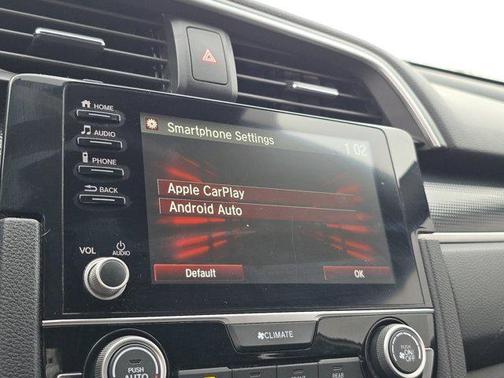 HOME
AUDIO
PHONE
BACK
VOL
AUDIO
Smartphone Settings
1 02
Apple CarPlay
Android Auto
Default
OK
CLIMATE
PUSH
AUTO
PUSH
ON
OFF
REAR